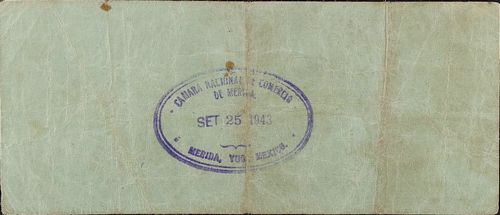 CAMARA NACIONAL DE COMERCIO
DE MERIDA.
SET 25 1943
MERIDA, YUC. MEXICO.